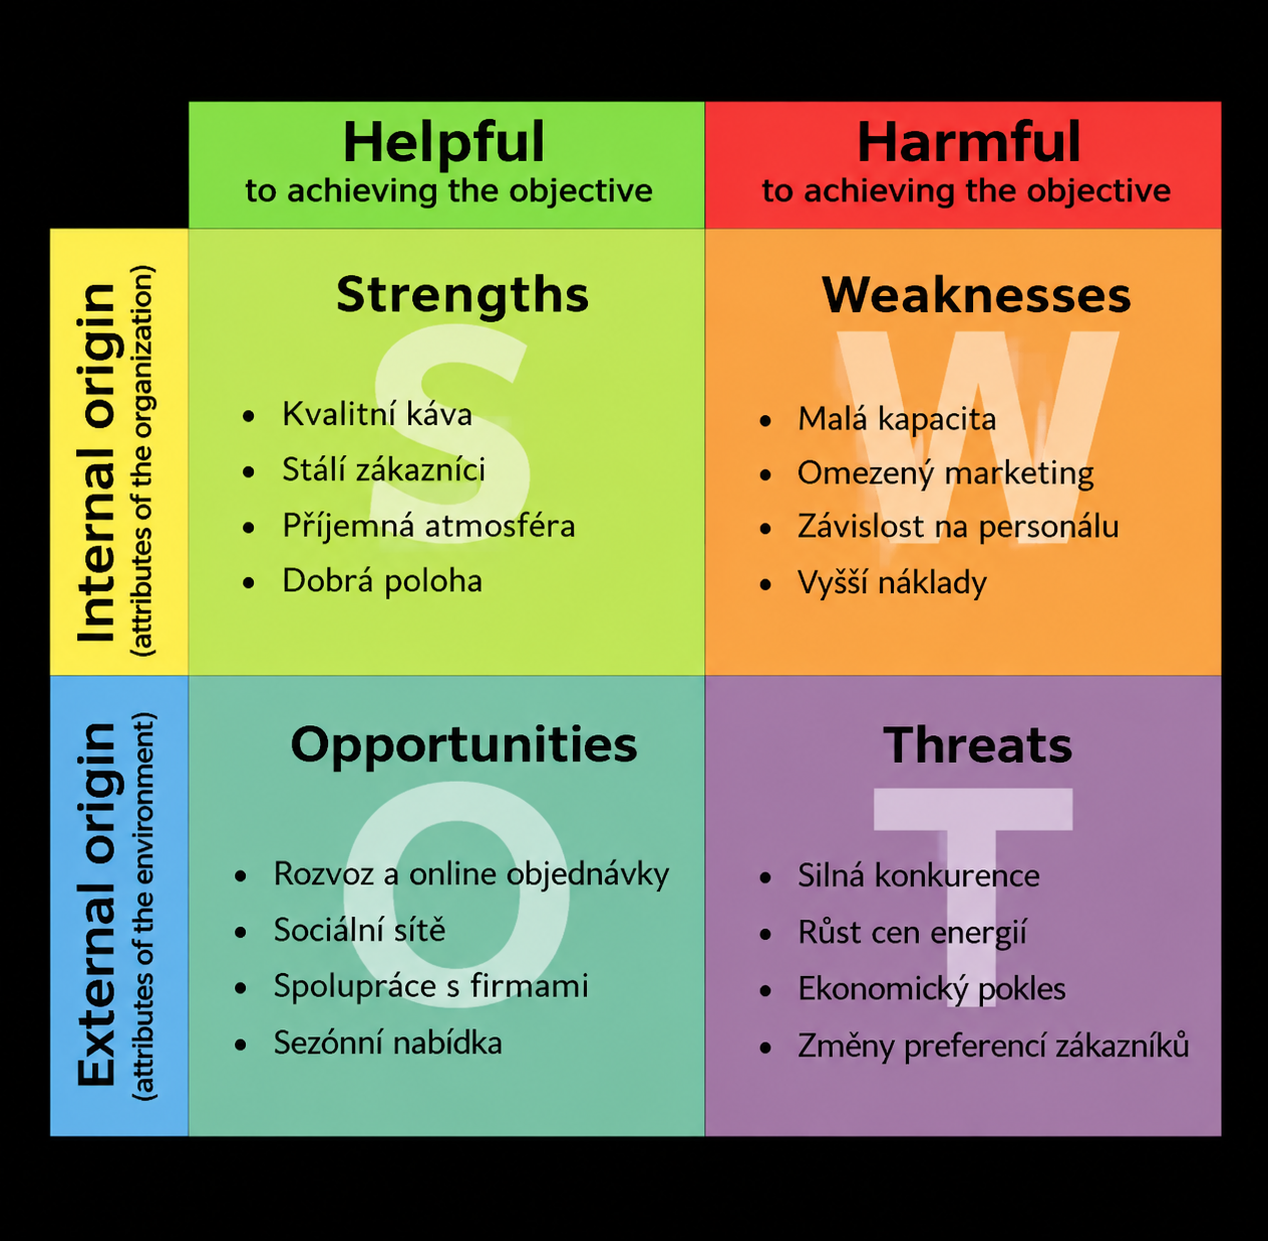 Helpful
to achieving the objective
Harmful
to achieving the objective
Internal origin
(attributes of the organization)
Strengths
S
• Kvalitní káva
• Stálí zákazníci
• Příjemná atmosféra
• Dobrá poloha
Weaknesses
W
• Malá kapacita
• Omezený marketing
• Závislost na personálu
• Vyšší náklady
External origin
(attributes of the environment)
Opportunities
O
• Rozvoz a online objednávky
• Sociální sítě
• Spolupráce s firmami
• Sezónní nabídka
Threats
T
• Silná konkurence
• Růst cen energií
• Ekonomický pokles
• Změny preferencí zákazníků